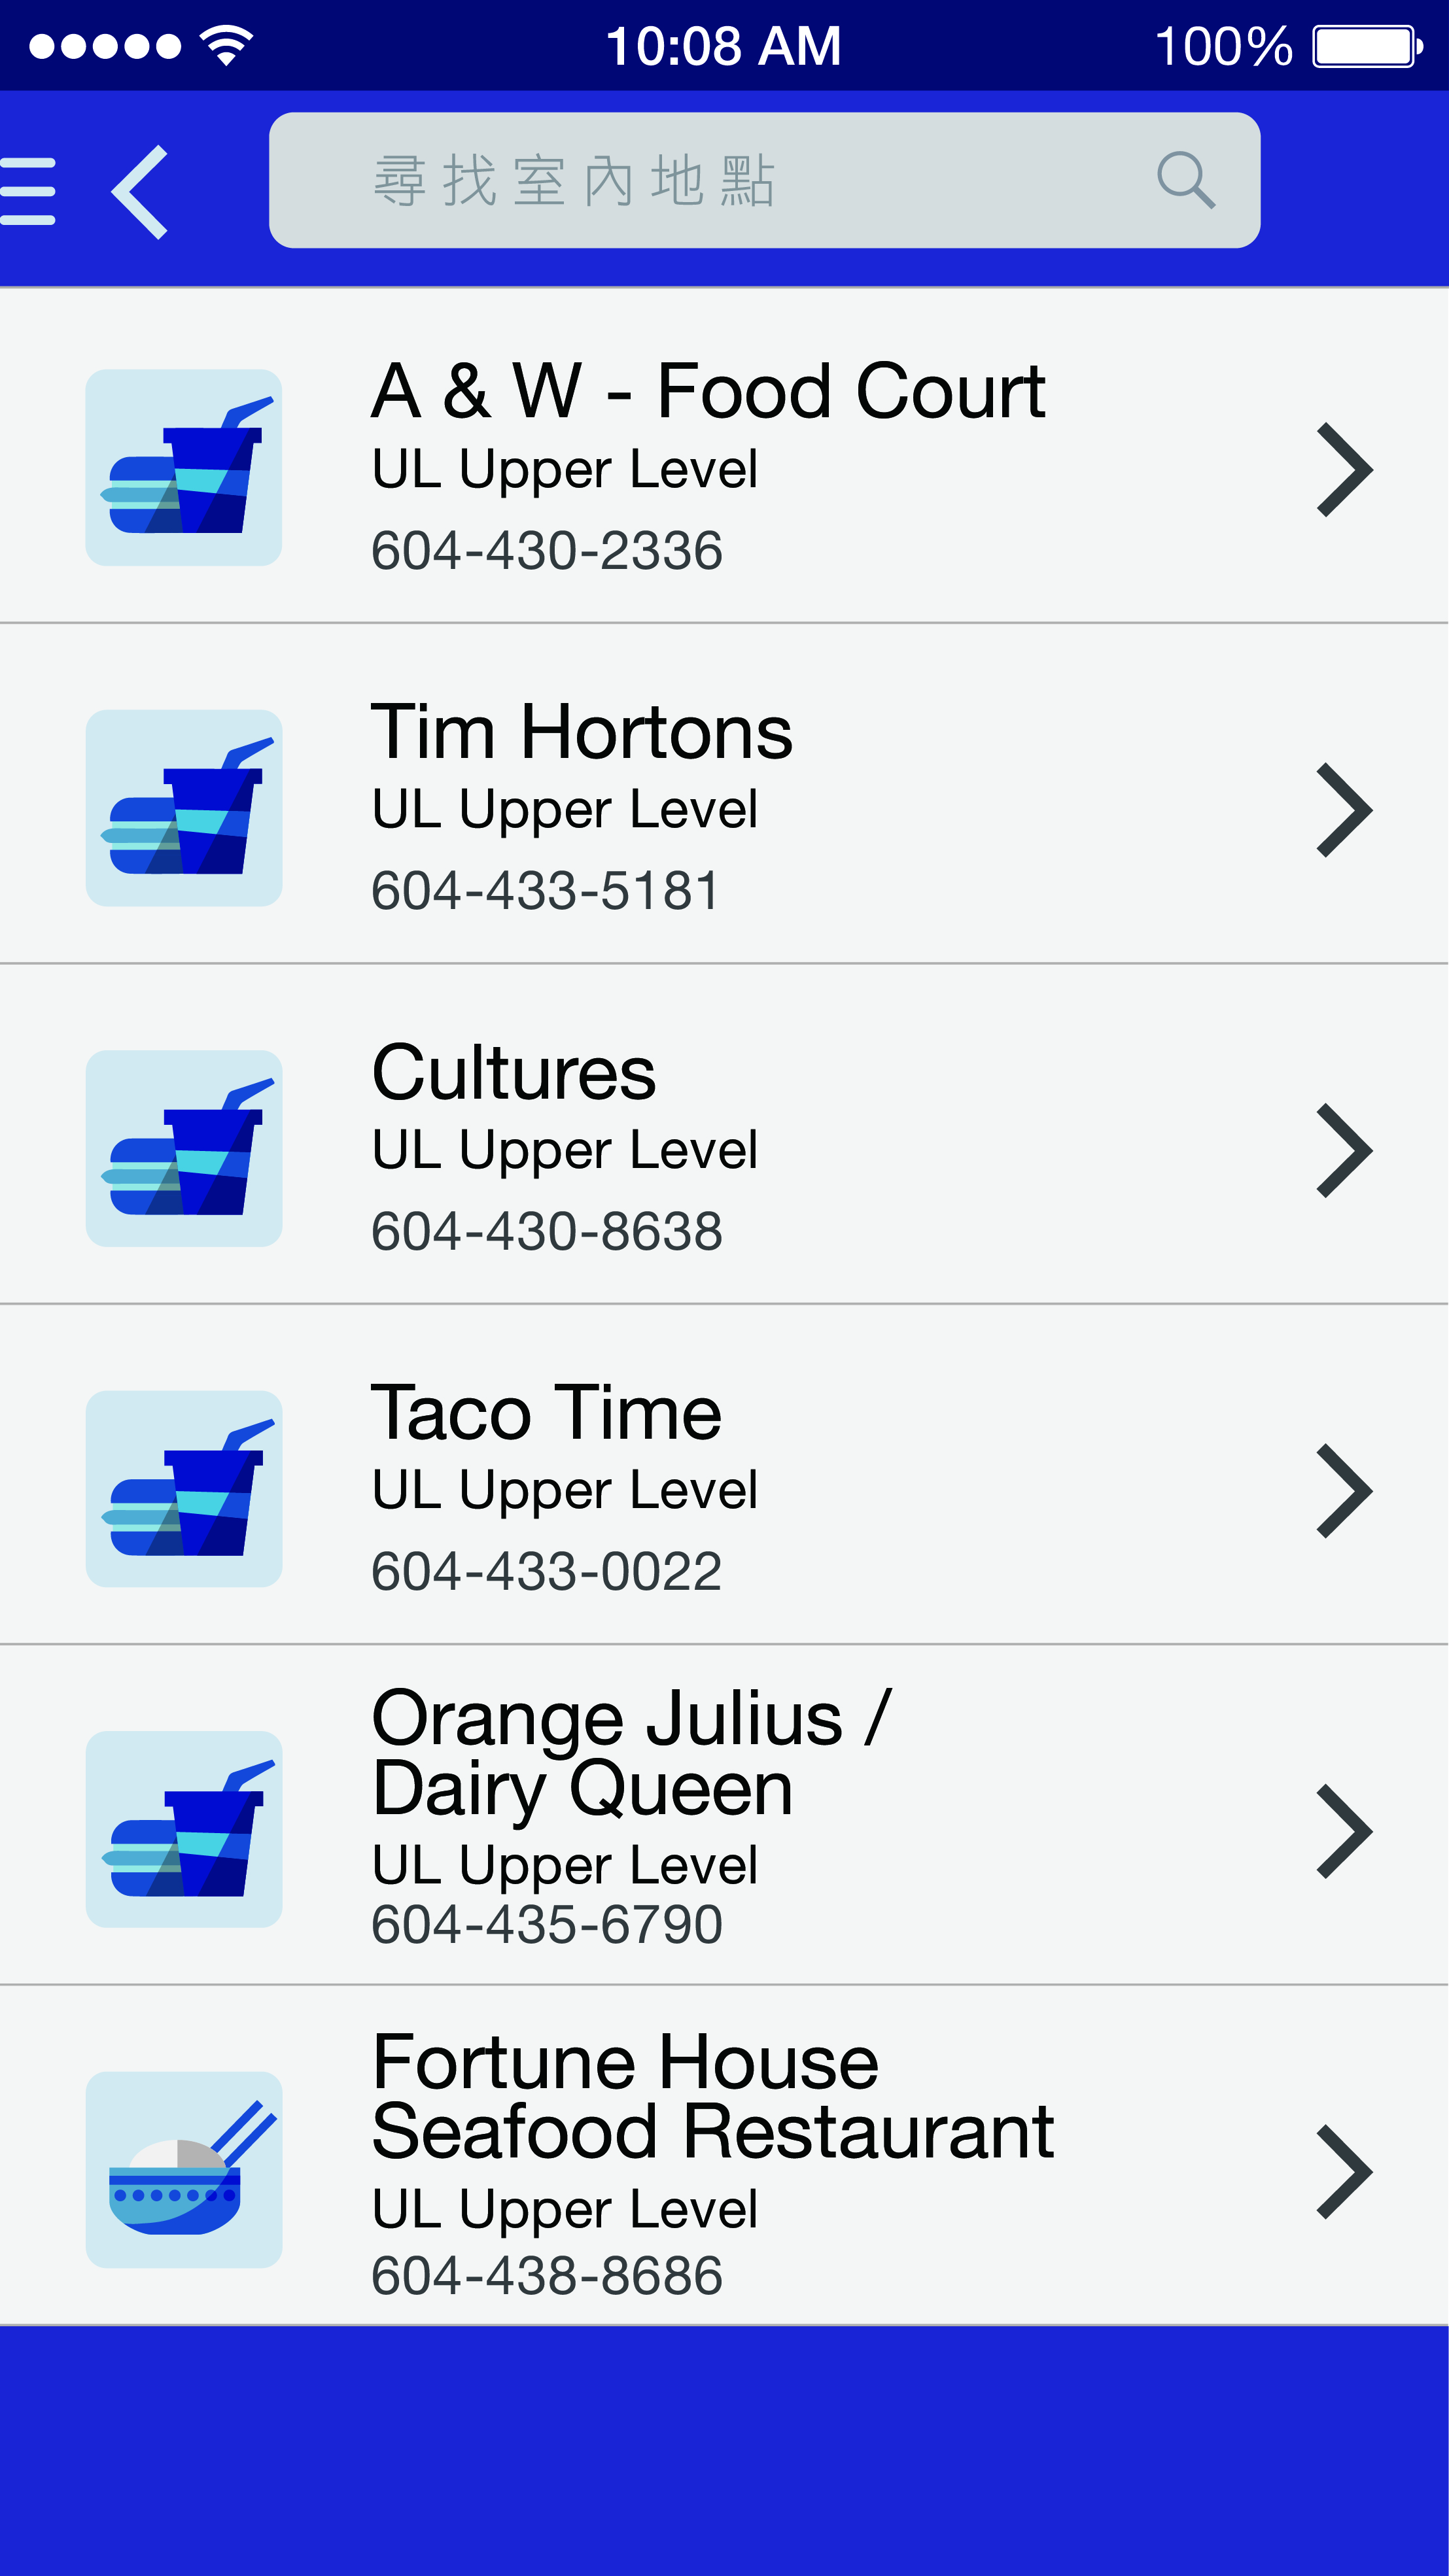 10:08 AM 100%
尋找室內地點
A & W - Food Court
UL Upper Level
604-430-2336
Tim Hortons
UL Upper Level
604-433-5181
Cultures
UL Upper Level
604-430-8638
Taco Time
UL Upper Level
604-433-0022
Orange Julius /
Dairy Queen
UL Upper Level
604-435-6790
Fortune House
Seafood Restaurant
UL Upper Level
604-438-8686